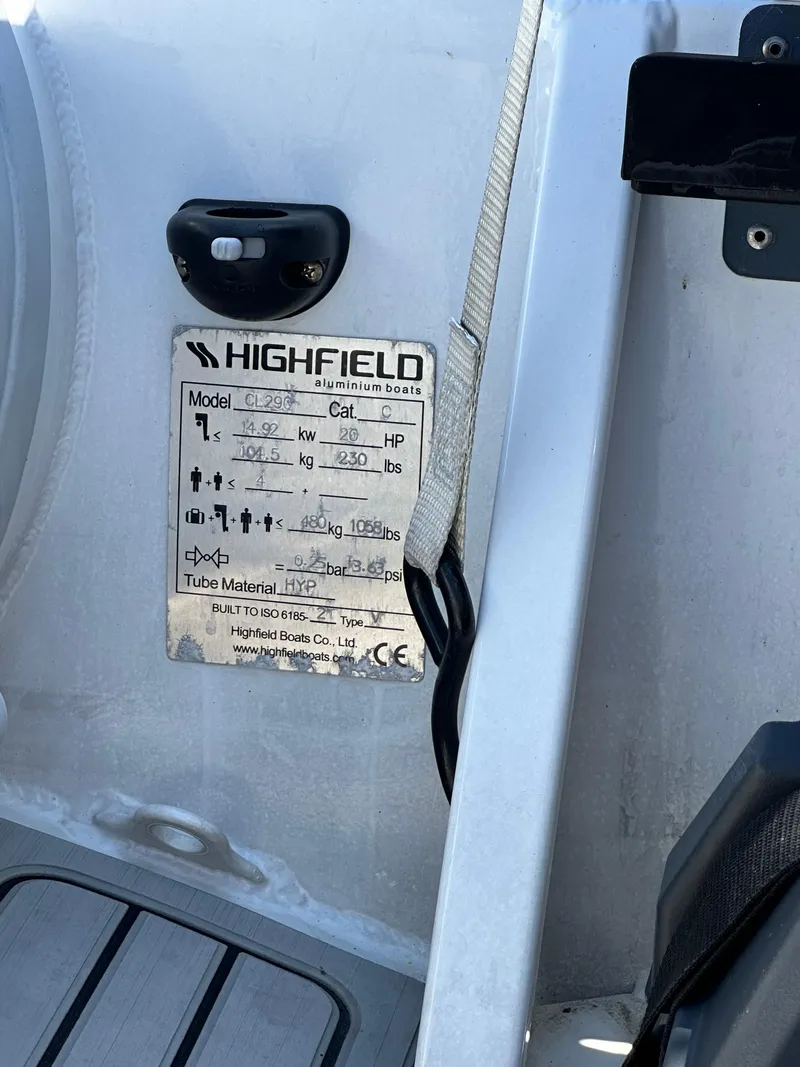 HIGHFIELD
aluminium boats
Model CL290 Cat. C
≤ 14.92 kw 20 HP
101.5 kg 230 lbs
+ ≤ 4 +
+ + + ≤ 480 kg 1058 lbs
= 0.25 bar 3.63 psi
Tube Material HYP
BUILT TO ISO 6185- 21 Type V
Highfield Boats Co., Ltd.
www.highfieldboats.com CE